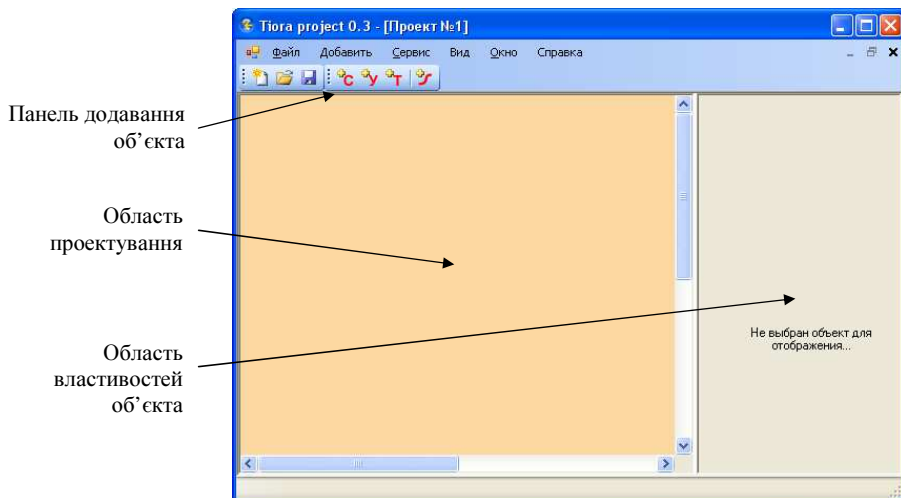 Tiora project 0.3 - [Проект №1]
Файл Добавить Сервис Вид Окно Справка
С У Т
Панель додавання
об’єкта
Область
проектування
Не выбран объект для
отображения...
Область
властивостей
об’єкта